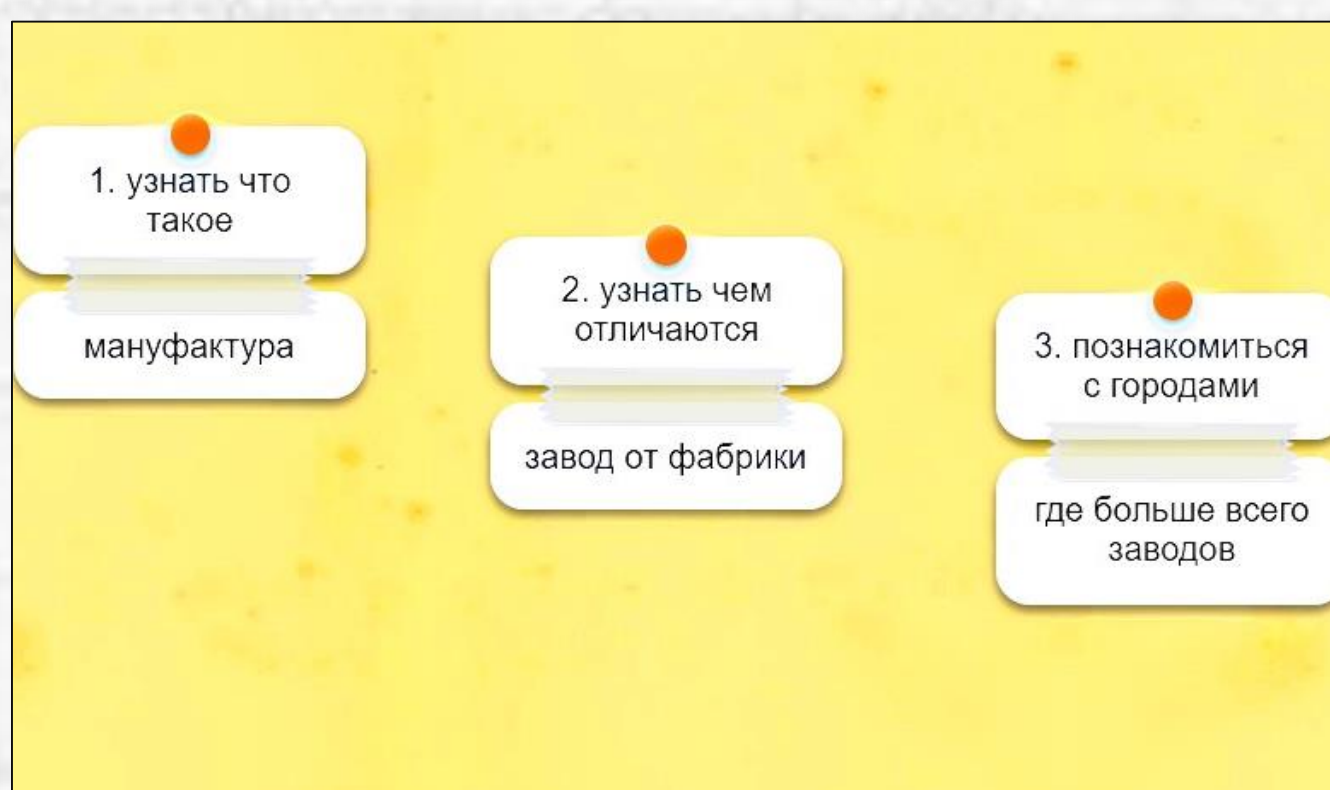 1. узнать что
такое
мануфактура
2. узнать чем
отличаются
завод от фабрики
3. познакомиться
с городами
где больше всего
заводов